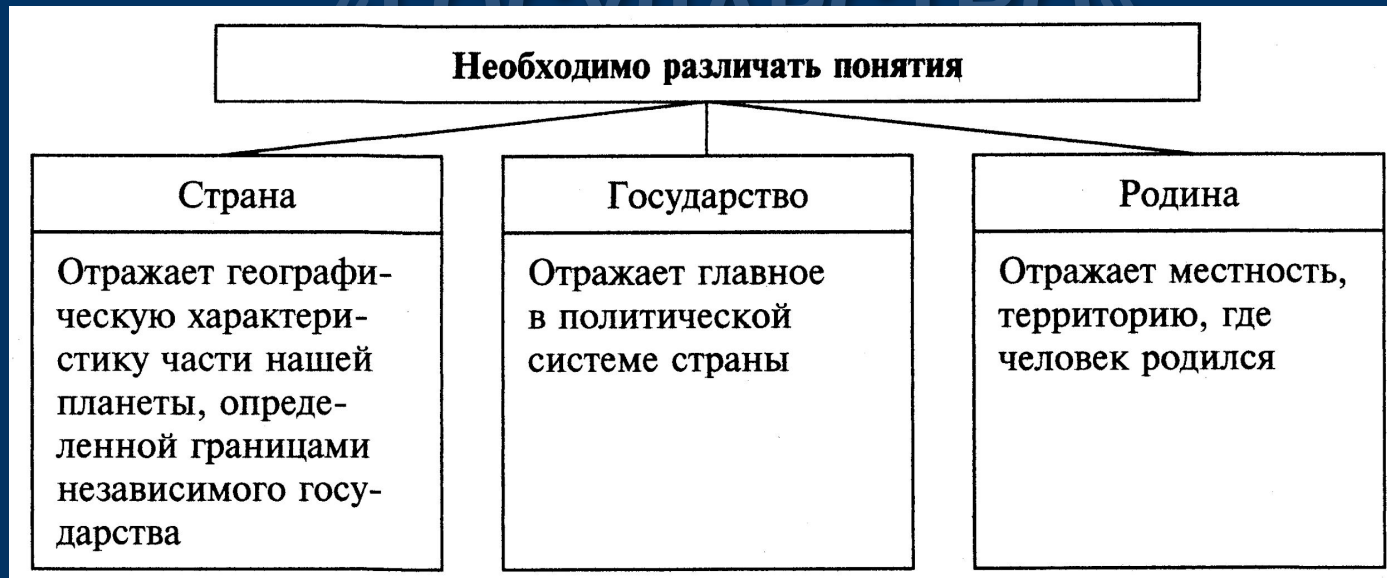 Необходимо различать понятия
Страна
Отражает географи-
ческую характери-
стику части нашей
планеты, опреде-
ленной границами
независимого госу-
дарства
Государство
Отражает главное
в политической
системе страны
Родина
Отражает местность,
территорию, где
человек родился